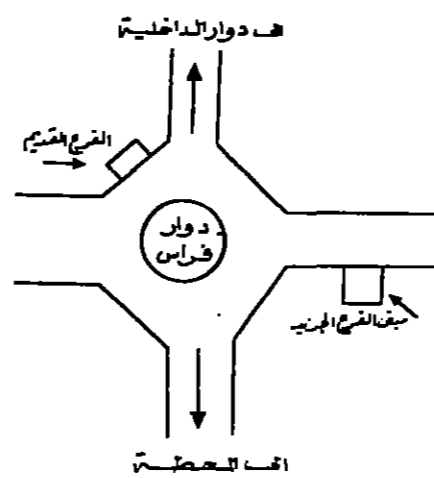 الى دوار الداخلية
الفرع القديم
دوار
فراس
مبنى الفرع الجديد
الى المحطة